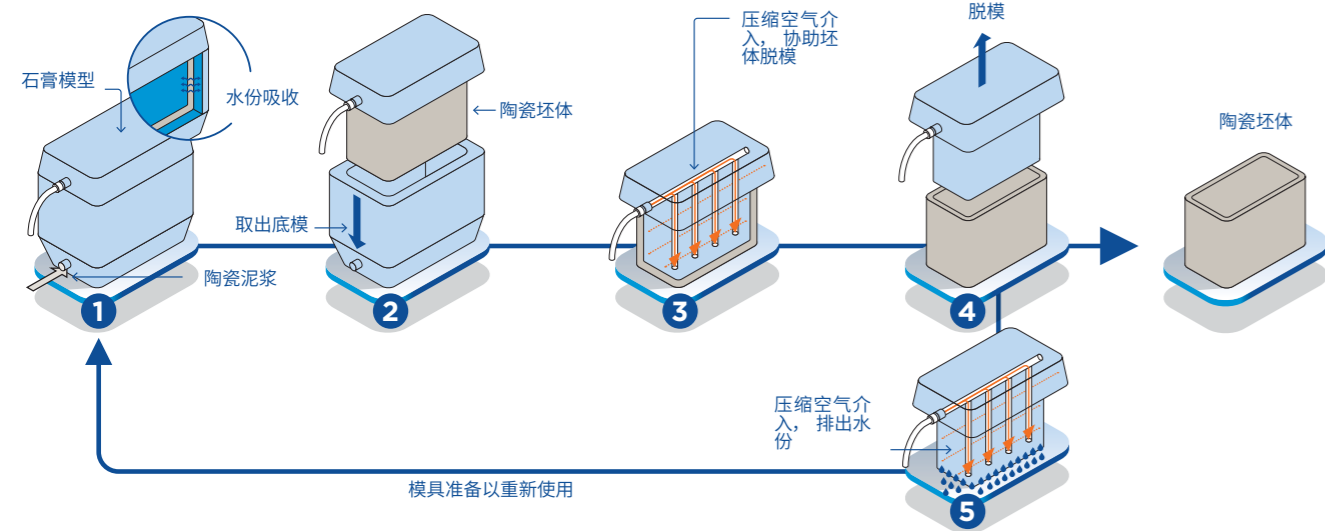 石膏模型
水份吸收
陶瓷泥浆
1
取出底模
陶瓷坯体
2
压缩空气介
入， 协助坯
体脱模
3
脱模
4
陶瓷坯体
压缩空气介
入， 排出水
份
5
模具准备以重新使用